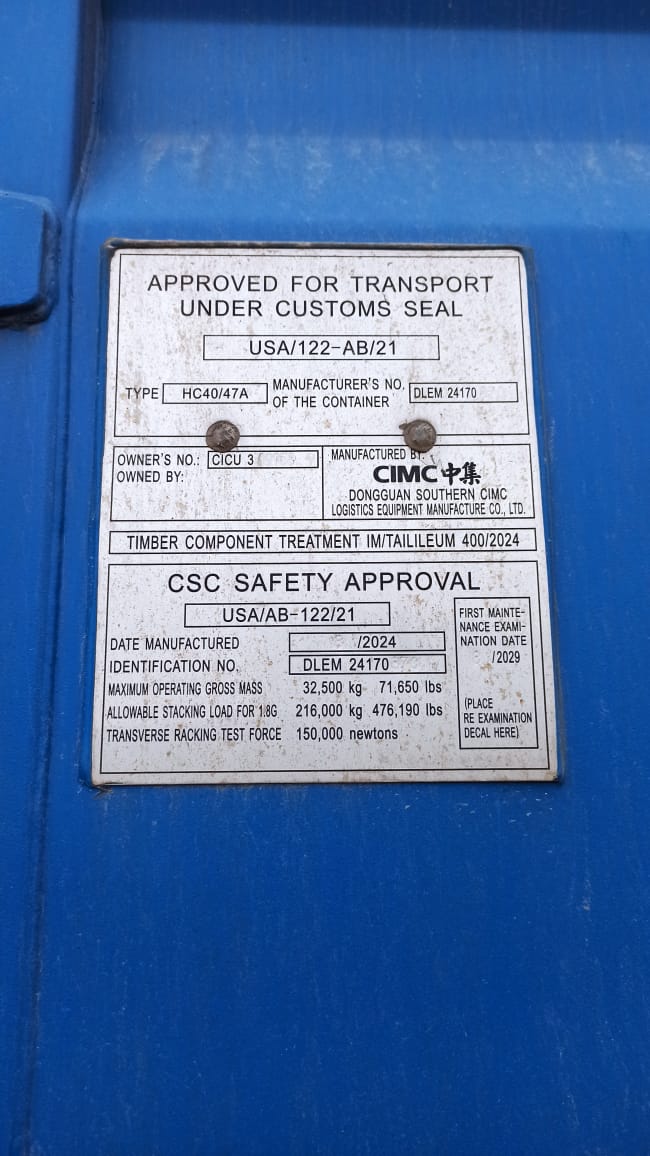 APPROVED FOR TRANSPORT
UNDER CUSTOMS SEAL
USA/122-AB/21
TYPE HC40/47A MANUFACTURER'S NO. OF THE CONTAINER DLEM 24170
OWNER'S NO.: CICU 3
OWNED BY:
MANUFACTURED BY:
CIMC 中集
DONGGUAN SOUTHERN CIMC
LOGISTICS EQUIPMENT MANUFACTURE CO., LTD.
TIMBER COMPONENT TREATMENT IM/TAILILEUM 400/2024
CSC SAFETY APPROVAL
USA/AB-122/21
DATE MANUFACTURED /2024
IDENTIFICATION NO. DLEM 24170
MAXIMUM OPERATING GROSS MASS 32,500 kg 71,650 lbs
ALLOWABLE STACKING LOAD FOR 1.8G 216,000 kg 476,190 lbs
TRANSVERSE RACKING TEST FORCE 150,000 newtons
FIRST MAINTE-
NANCE EXAMI-
NATION DATE
/2029
(PLACE
RE EXAMINATION
DECAL HERE)